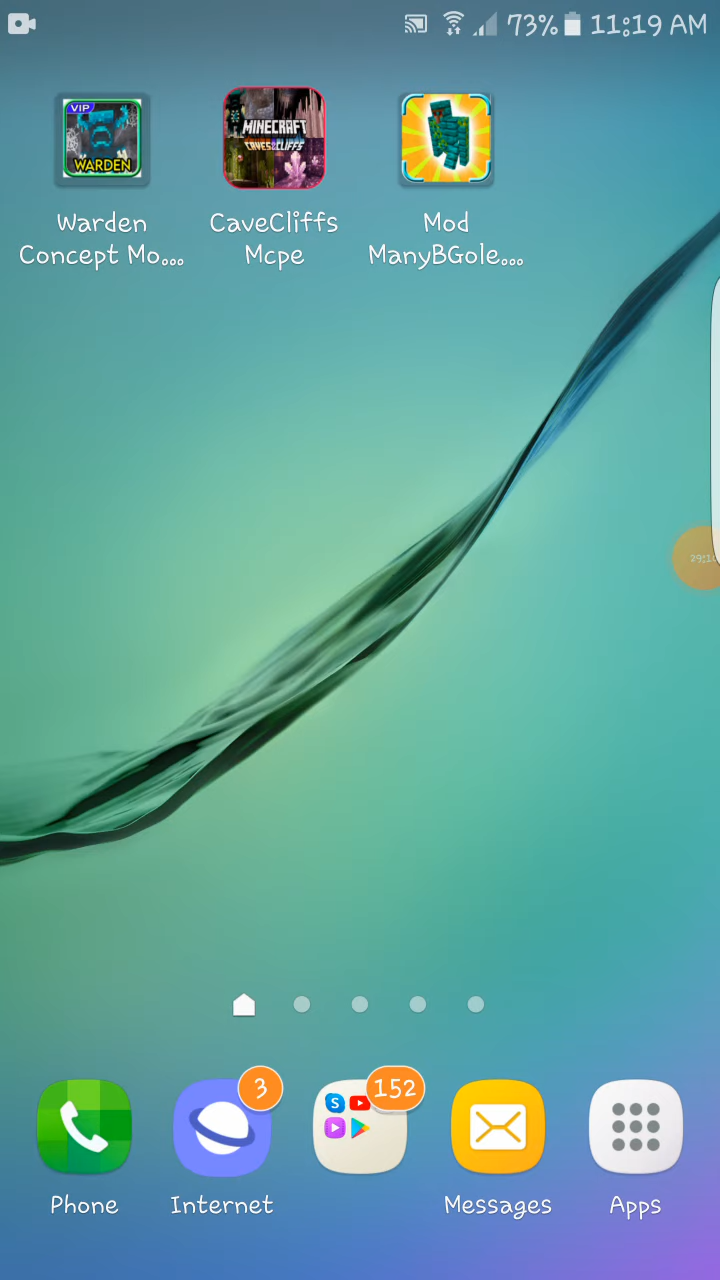 73% 11:19 AM
VIP
WARDEN
MINECRAFT
CAVES & CLIFFS
Warden
Concept Mo...
CaveCliffs
Mcpe
Mod
ManyBGole...
3
152
S
Phone
Internet
Messages
Apps